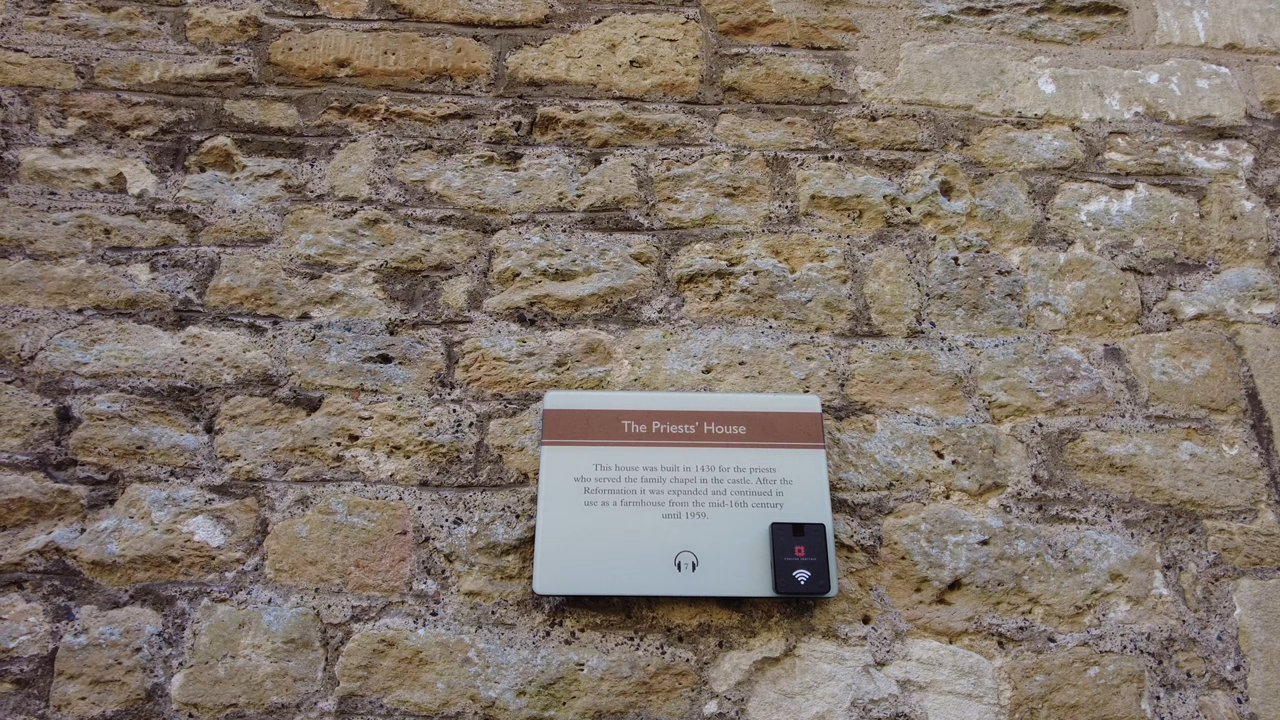 The Priests' House
This house was built in 1430 for the priests
who served the family chapel in the castle. After the
Reformation it was expanded and continued in
use as a farmhouse from the mid-16th century
until 1959.
7